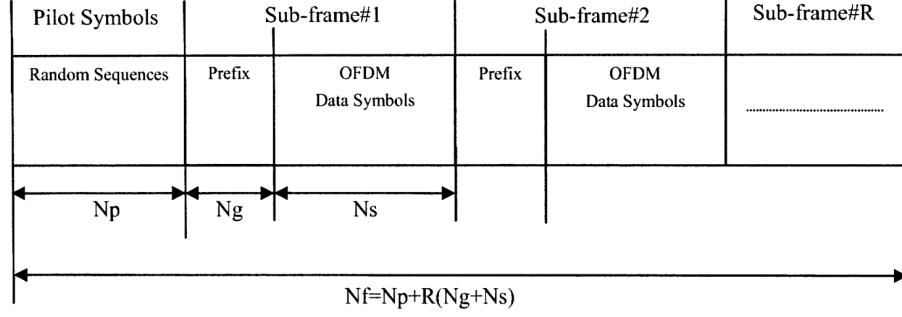 Pilot Symbols
Sub-frame#1
Sub-frame#2
Sub-frame#R
Random Sequences
Prefix
OFDM
Data Symbols
Prefix
OFDM
Data Symbols
Np
Ng
Ns
Nf=Np+R(Ng+Ns)